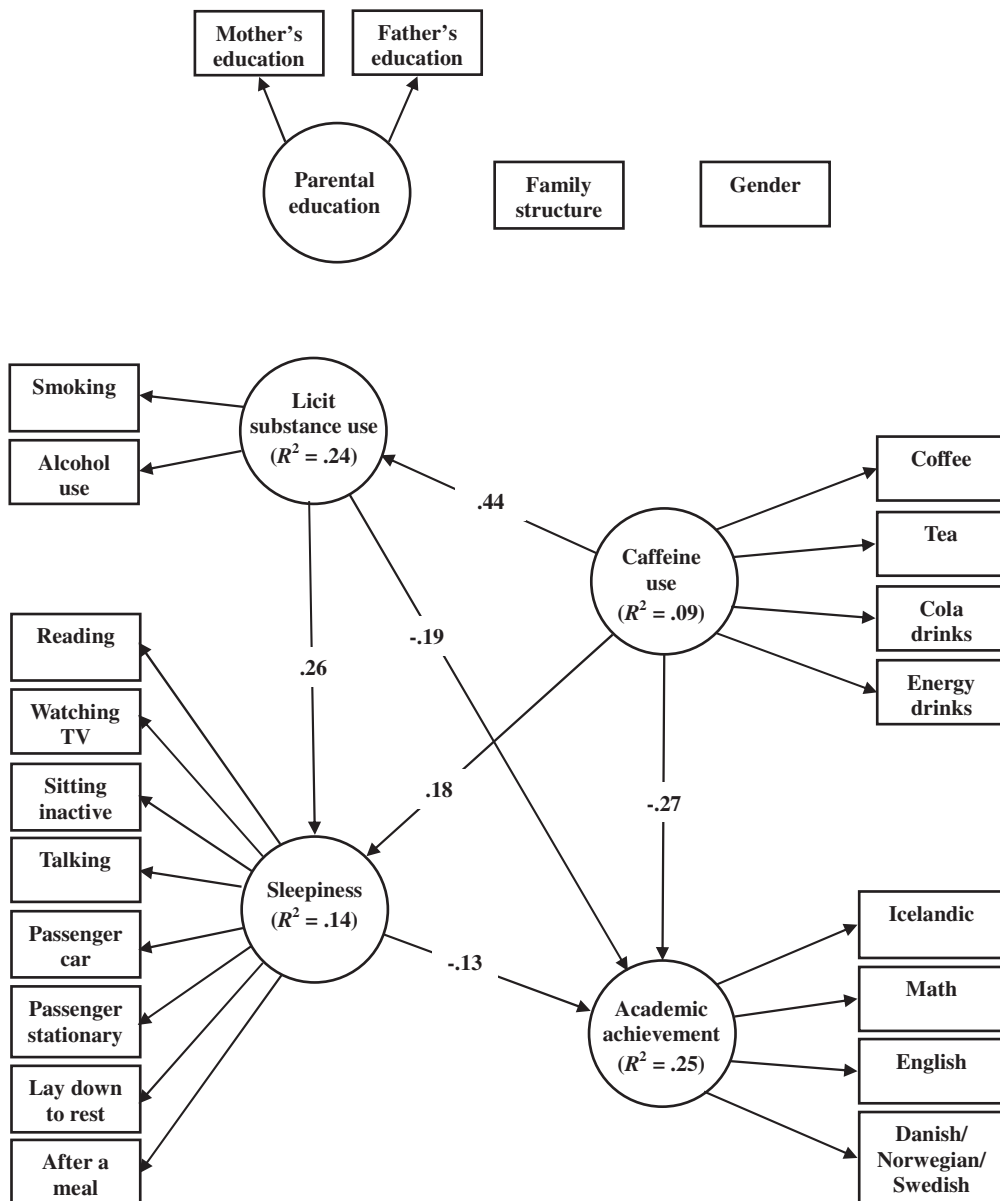 Mother's
education
Father's
education
Parental
education
Family
structure
Gender
Smoking
Alcohol
use
Licit
substance use
(R² = .24)
.44
Caffeine
use
(R² = .09)
Coffee
Tea
Cola
drinks
Energy
drinks
.26
-.19
.18
-.27
Reading
Watching
TV
Sitting
inactive
Talking
Passenger
car
Passenger
stationary
Lay down
to rest
After a
meal
Sleepiness
(R² = .14)
-.13
Academic
achievement
(R² = .25)
Icelandic
Math
English
Danish/
Norwegian/
Swedish